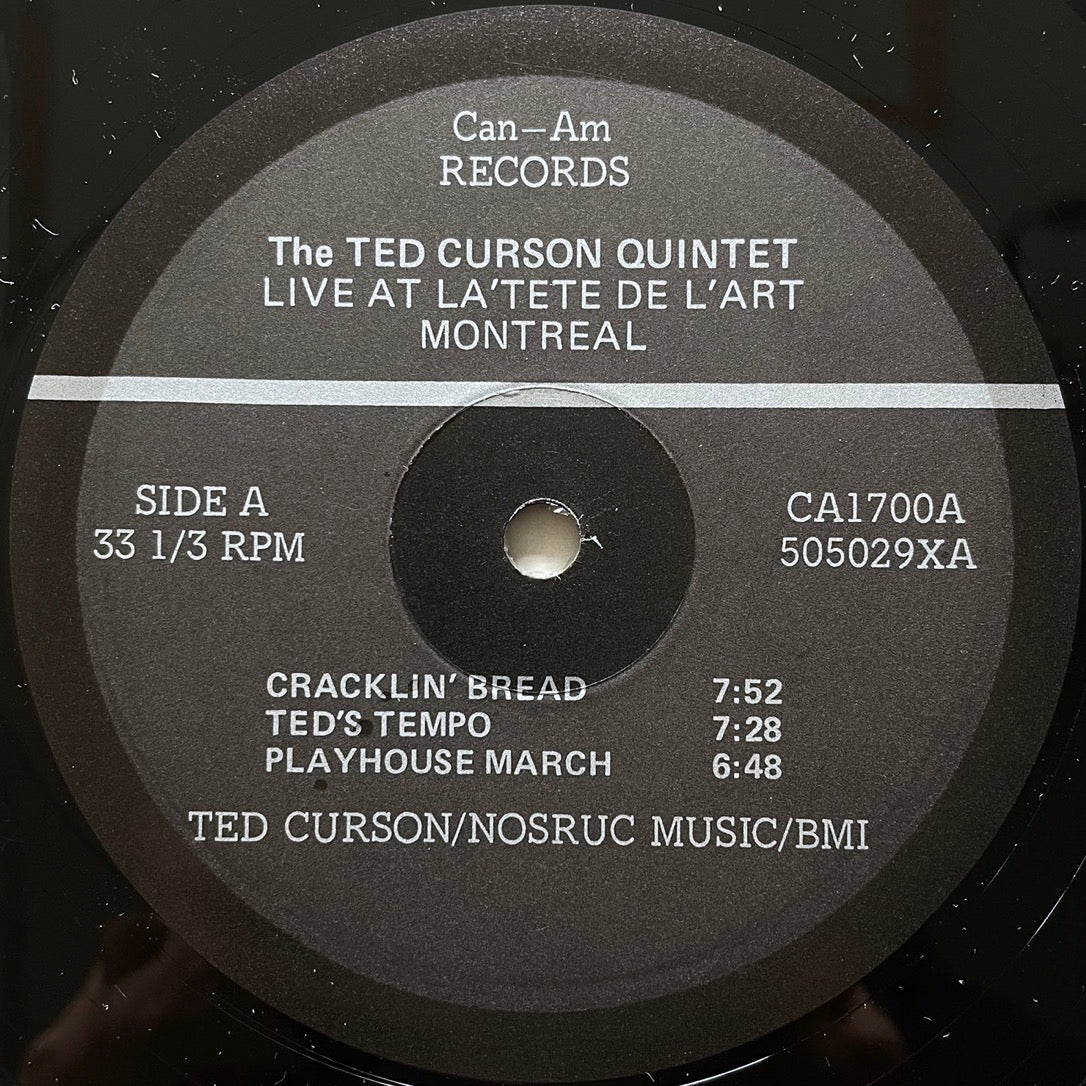 Can–Am
RECORDS
The TED CURSON QUINTET
LIVE AT LA'TETE DE L'ART
MONTREAL
SIDE A
33 1/3 RPM
CA1700A
505029XA
CRACKLIN' BREAD 7:52
TED'S TEMPO 7:28
PLAYHOUSE MARCH 6:48
TED CURSON/NOSRUC MUSIC/BMI